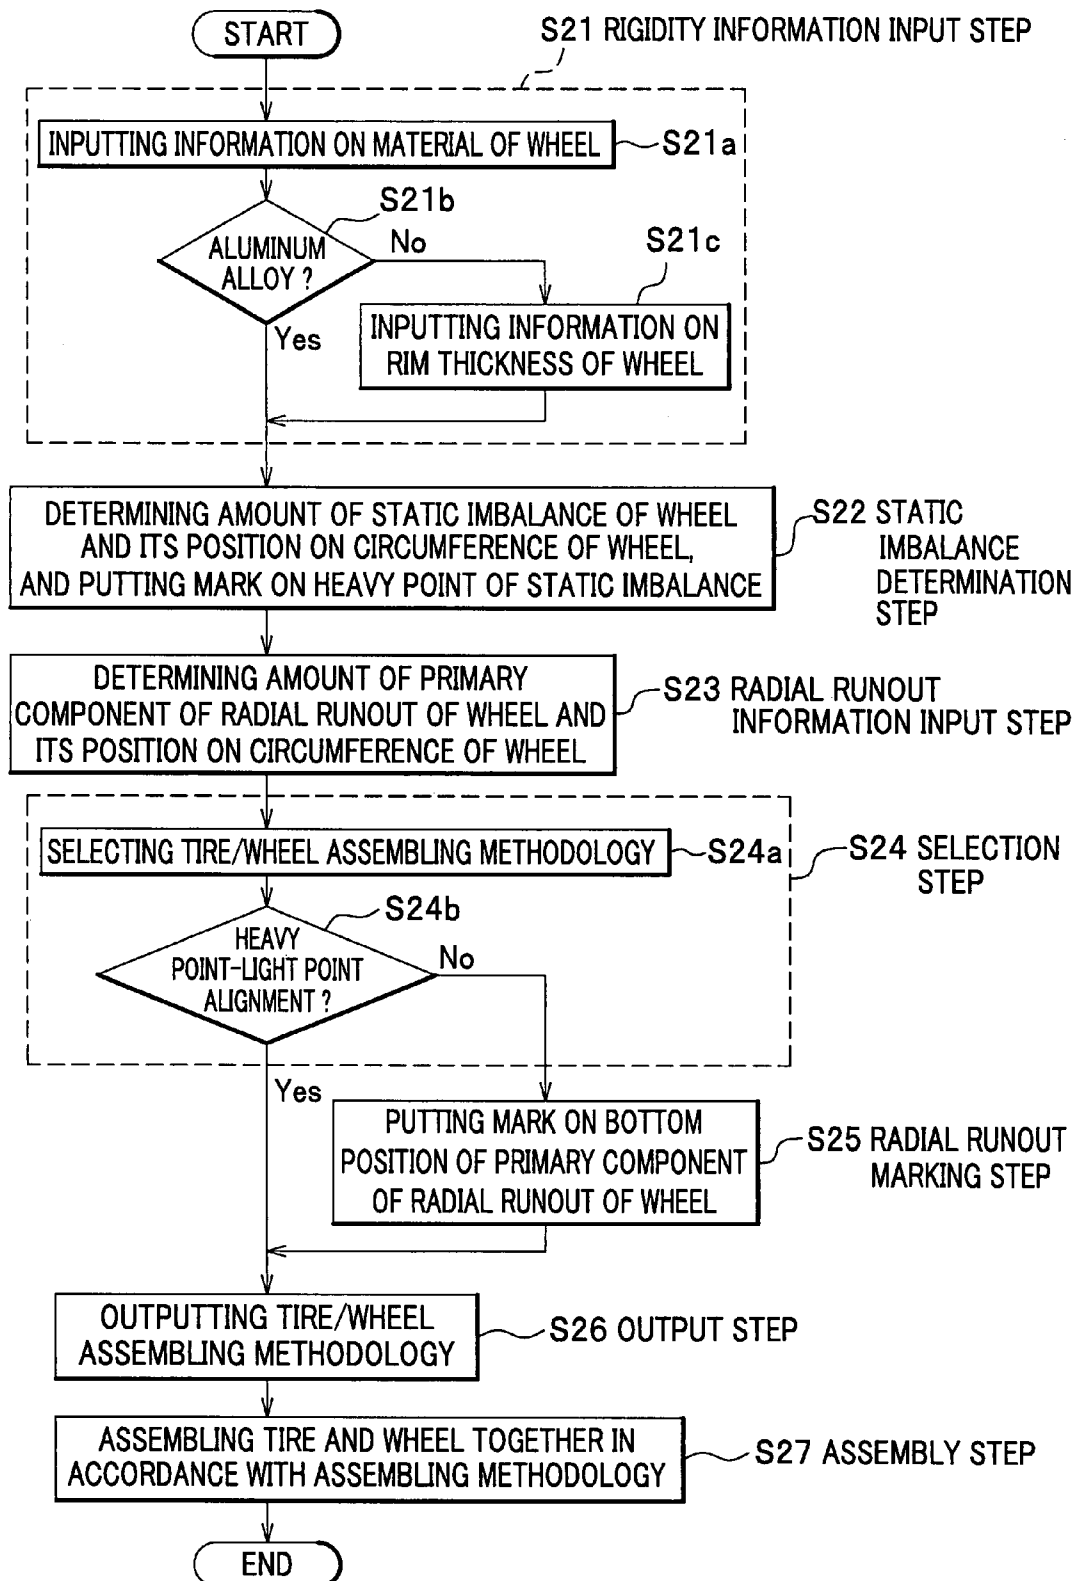 START
S21 RIGIDITY INFORMATION INPUT STEP
INPUTTING INFORMATION ON MATERIAL OF WHEEL
S21a
S21b
ALUMINUM
ALLOY ?
No
Yes
S21c
INPUTTING INFORMATION ON
RIM THICKNESS OF WHEEL
DETERMINING AMOUNT OF STATIC IMBALANCE OF WHEEL
AND ITS POSITION ON CIRCUMFERENCE OF WHEEL,
AND PUTTING MARK ON HEAVY POINT OF STATIC IMBALANCE
S22 STATIC
IMBALANCE
DETERMINATION
STEP
DETERMINING AMOUNT OF PRIMARY
COMPONENT OF RADIAL RUNOUT OF WHEEL AND
ITS POSITION ON CIRCUMFERENCE OF WHEEL
S23 RADIAL RUNOUT
INFORMATION INPUT STEP
SELECTING TIRE/WHEEL ASSEMBLING METHODOLOGY
S24a
S24 SELECTION
STEP
S24b
HEAVY
POINT-LIGHT POINT
ALIGNMENT ?
No
Yes
PUTTING MARK ON BOTTOM
POSITION OF PRIMARY COMPONENT
OF RADIAL RUNOUT OF WHEEL
S25 RADIAL RUNOUT
MARKING STEP
OUTPUTTING TIRE/WHEEL
ASSEMBLING METHODOLOGY
S26 OUTPUT STEP
ASSEMBLING TIRE AND WHEEL TOGETHER IN
ACCORDANCE WITH ASSEMBLING METHODOLOGY
S27 ASSEMBLY STEP
END